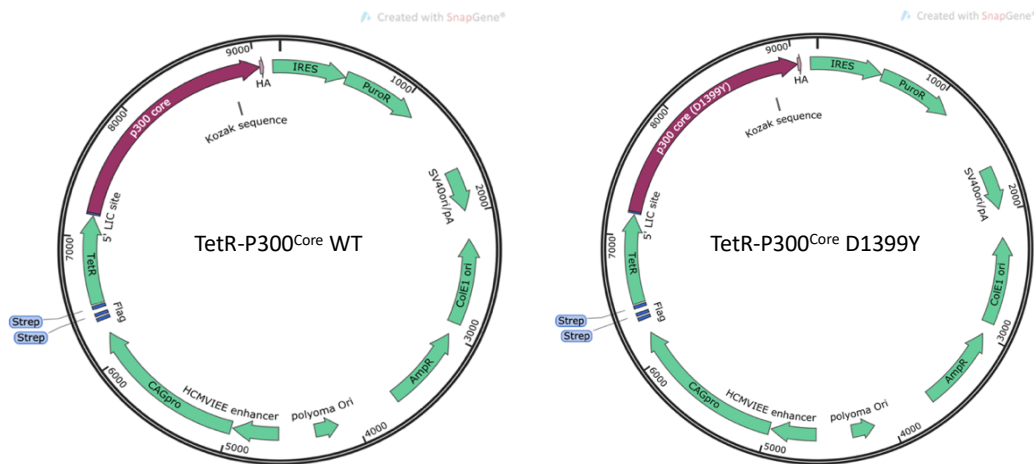 Created with SnapGene®
9000
HA
IRES
PuroR
1000
8000
p300 core
Kozak sequence
5' LIC site
SV40ori/pA
2000
7000
TetR
TetR-P300Core WT
ColE1 ori
Strep
Strep
Flag
3000
6000
CAGpro
HCMVIEE enhancer
polyoma Ori
AmpR
5000
4000
Created with SnapGene®
9000
HA
IRES
PuroR
1000
8000
p300 core (D1399Y)
Kozak sequence
5' LIC site
SV40ori/pA
2000
7000
TetR
TetR-P300Core D1399Y
ColE1 ori
Strep
Strep
Flag
3000
6000
CAGpro
HCMVIEE enhancer
polyoma Ori
AmpR
5000
4000